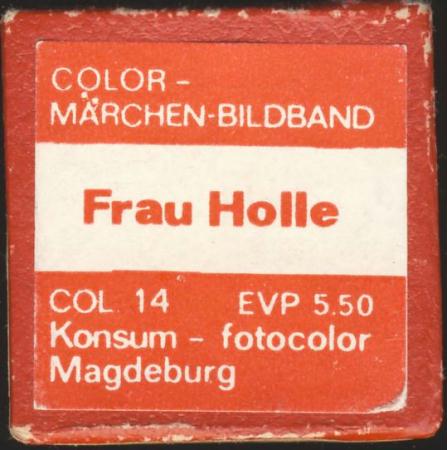 COLOR -
MÄRCHEN-BILDBAND
Frau Holle
COL 14 EVP 5.50
Konsum - fotocolor
Magdeburg